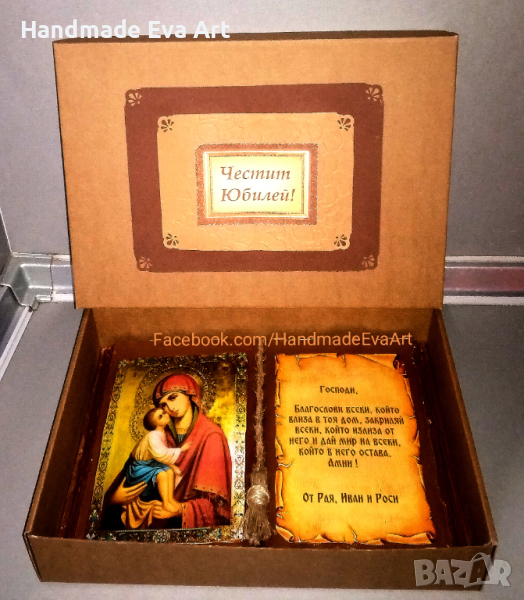 Handmade Eva Art
Честит
Юбилей!
Facebook.com/HandmadeEvaArt
Господи,
Благослови всеки, който
влиза в тоя дом, закриляй
всеки, който излиза от
него и дай мир на всеки,
който в него остава.
Амин !
От Рая, Иван и Роси
BAZAR